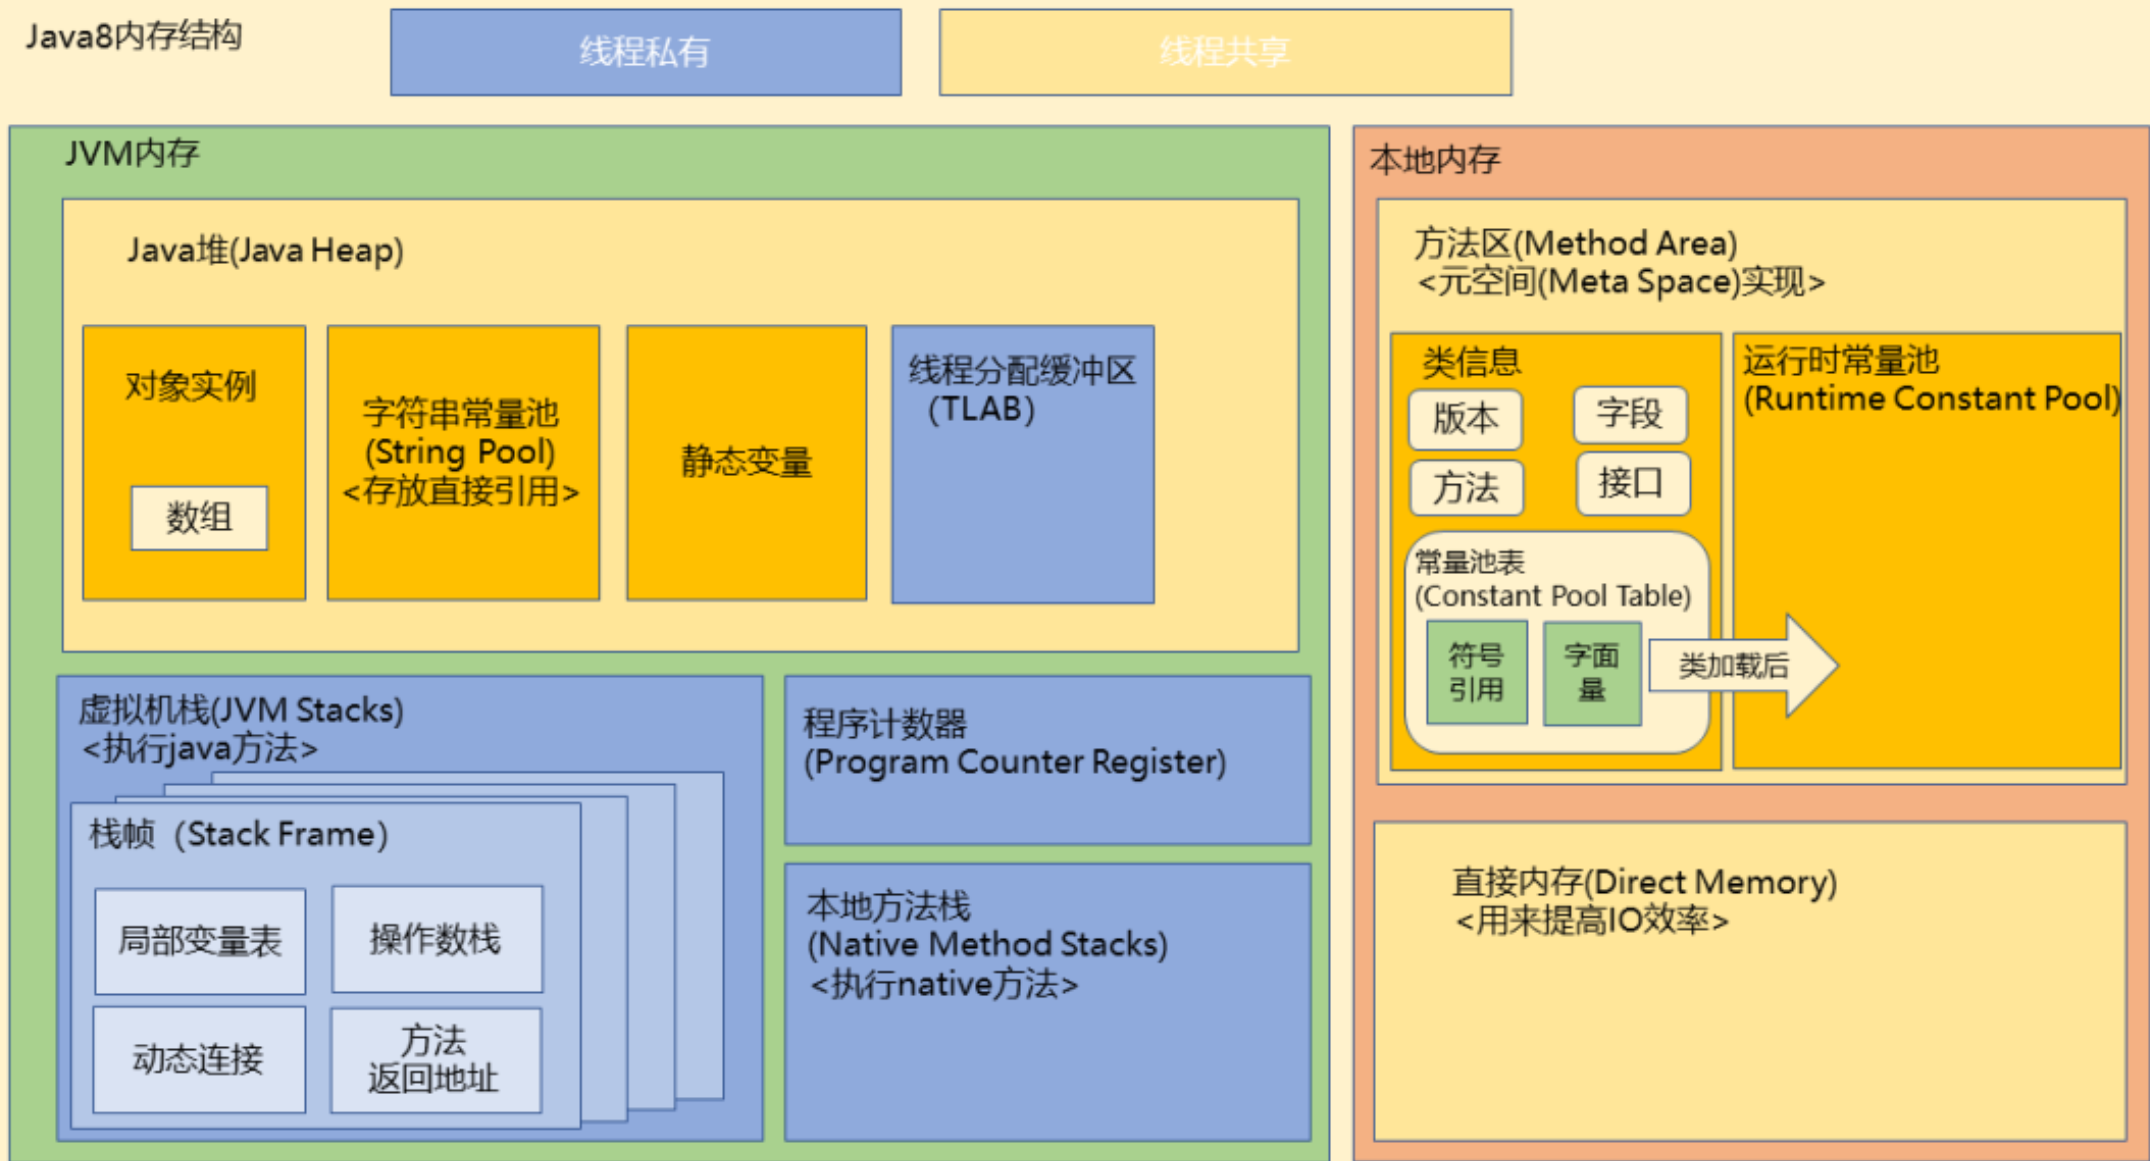 Java8内存结构
线程私有
线程共享
JVM内存
Java堆(Java Heap)
对象实例
数组
字符串常量池
(String Pool)
<存放直接引用>
静态变量
线程分配缓冲区
（TLAB）
虚拟机栈(JVM Stacks)
<执行java方法>
栈帧（Stack Frame）
局部变量表
操作数栈
动态连接
方法
返回地址
程序计数器
(Program Counter Register)
本地方法栈
(Native Method Stacks)
<执行native方法>
本地内存
方法区(Method Area)
<元空间(Meta Space)实现>
类信息
版本
字段
方法
接口
常量池表
(Constant Pool Table)
符号
引用
字面
量
类加载后
运行时常量池
(Runtime Constant Pool)
直接内存(Direct Memory)
<用来提高IO效率>